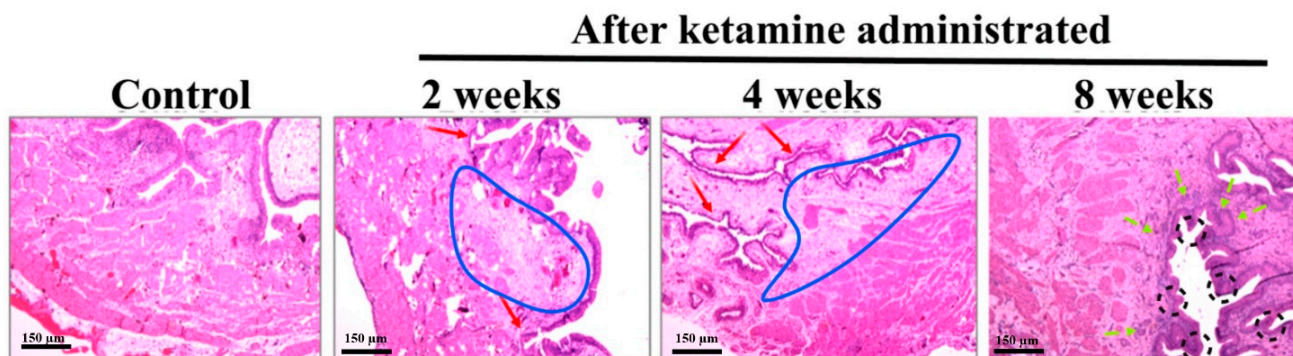 After ketamine administrated
Control
2 weeks
4 weeks
8 weeks
150 µm
150 µm
150 µm
150 µm